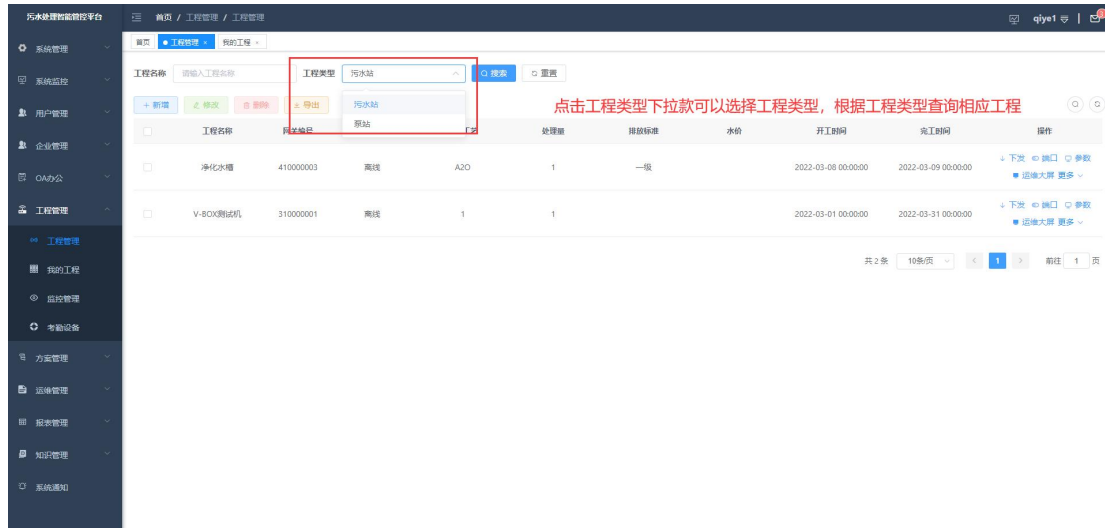 污水处理智能管控平台
首页 / 工程管理 / 工程管理
qiye1
系统管理
首页 工程管理 × 我的工程 ×
工程名称 请输入工程名称 工程类型 污水站 搜索 重置
系统监控
+ 新增 修改 删除 导出
污水站
泵站
点击工程类型下拉款可以选择工程类型，根据工程类型查询相应工程
用户管理
工程名称 网关编号 工艺 处理量 排放标准 水价 开工时间 完工时间 操作
企业管理
净化水槽 410000003 离线 A2O 1 一级 2022-03-08 00:00:00 2022-03-09 00:00:00 下发 端口 参数
运维大屏 更多
OA办公
工程管理
V-BOX测试机 310000001 离线 1 1 2022-03-01 00:00:00 2022-03-31 00:00:00 下发 端口 参数
运维大屏 更多
工程管理
共 2 条 10条/页 1 前往 1 页
我的工程
监控管理
考勤设备
方案管理
运维管理
报表管理
知识管理
系统通知